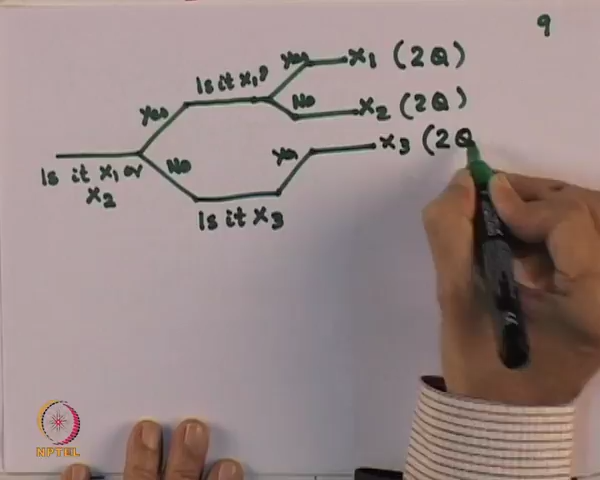 9
Yes
x1 (2Q)
Is it x1?
Yes
No
x2 (2Q)
Is it x1 or
x2
No
Yes
x3 (2Q
Is it x3
NPTEL